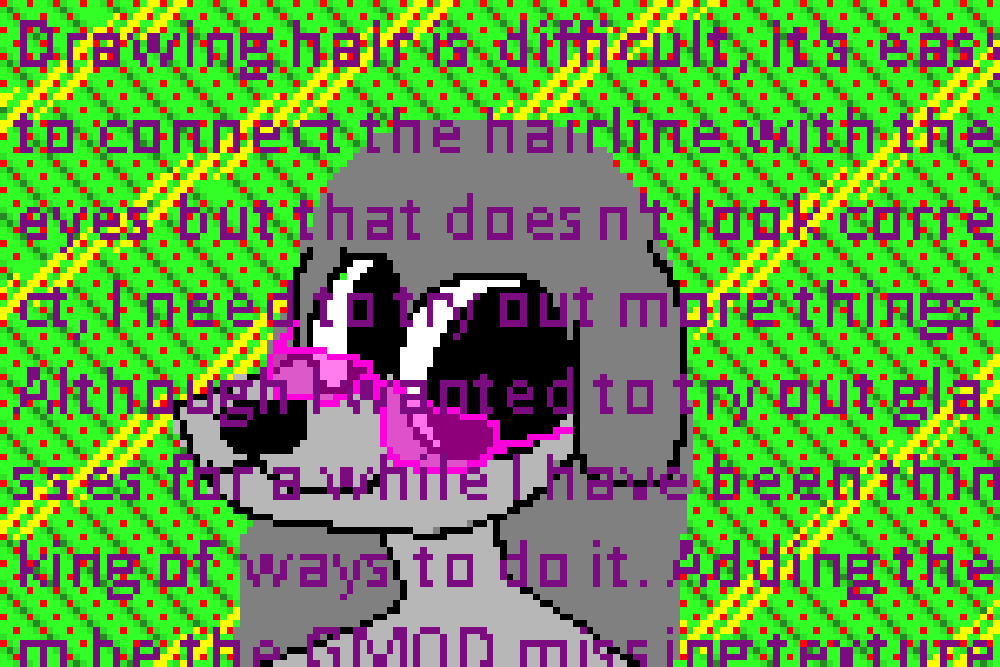 Drawing hair is difficult, it's eas
to connect the hairline with the
eyes but that doesn't look corre
ct, I need to try out more things
Although I wanted to try out gla
sses for a while I have been thin
king of ways to do it. Adding the
m be the GMOD missing texture